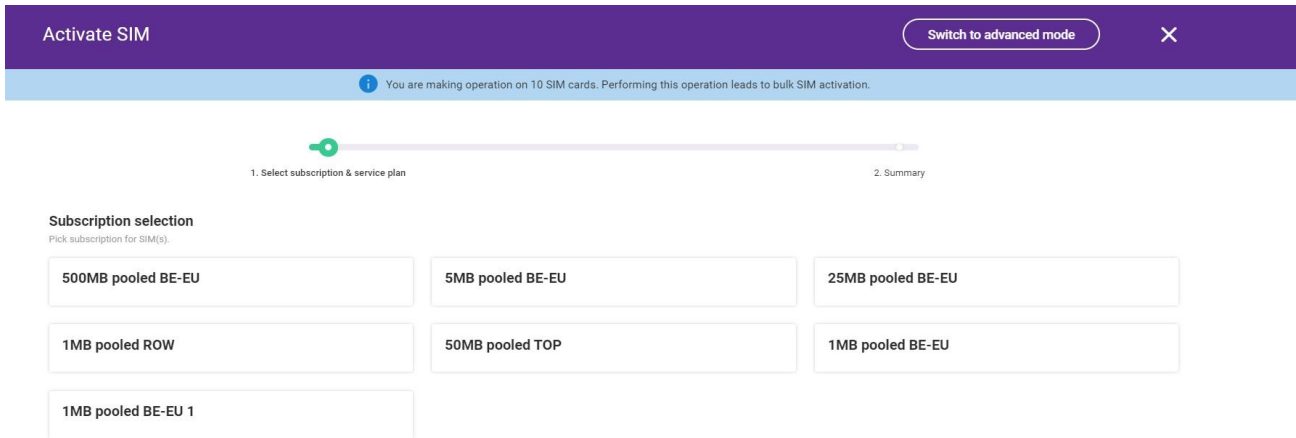 Activate SIM
Switch to advanced mode
You are making operation on 10 SIM cards. Performing this operation leads to bulk SIM activation.
1. Select subscription & service plan
2. Summary
Subscription selection
Pick subscription for SIM(s).
500MB pooled BE-EU
5MB pooled BE-EU
25MB pooled BE-EU
1MB pooled ROW
50MB pooled TOP
1MB pooled BE-EU
1MB pooled BE-EU 1